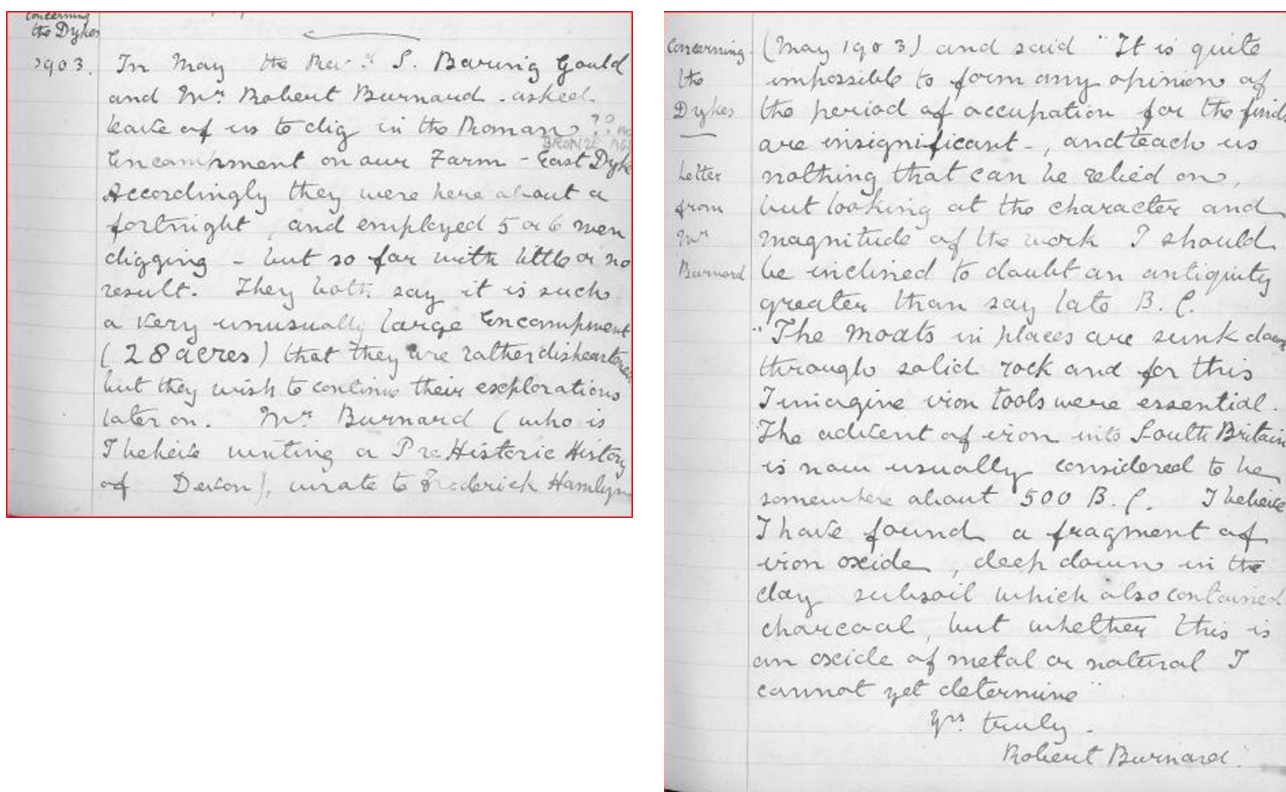 Concerning
the Dykes
1903.
In May the Rev.d S. Baring Gould
and Mr Robert Burnard - asked
leave of us to dig in the Roman ??
BRONZE AGE
Encampment on our Farm - East Dyke
Accordingly they were here about a
fortnight, and employed 5 or 6 men
digging - but so far with little or no
result. They both say it is such
a very unusually large Encampment
(28 acres) that they are rather disheartened
but they wish to continue their explorations
later on. Mr Burnard (who is
I believe writing a PreHistoric History
of Devon), wrote to Frederick Hamlyn
Concerning
the
Dykes
Letter
from
Mr
Burnard
(May 1903) and said "It is quite
impossible to form any opinion of
the period of occupation for the finds
are insignificant -, and teach us
nothing that can be relied on,
but looking at the character and
magnitude of the work I should
be inclined to doubt an antiquity
greater than say late B.C.
"The moats in places are sunk down
through solid rock and for this
I imagine iron tools were essential.
The advent of iron into South Britain
is now usually considered to be
somewhere about 500 B.C. I believe
I have found a fragment of
iron oxide, deep down in the
clay subsoil which also contained
charcoal, but whether this is
an oxide of metal or natural I
cannot yet determine"
Yrs truly.
Robert Burnard."